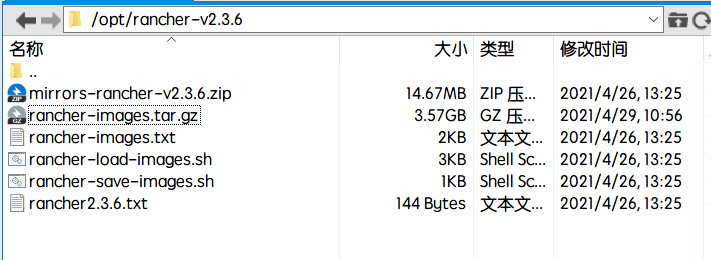 /opt/rancher-v2.3.6
名称 大小 类型 修改时间
..
mirrors-rancher-v2.3.6.zip 14.67MB ZIP 压... 2021/4/26, 13:25
rancher-images.tar.gz 3.57GB GZ 压... 2021/4/29, 10:56
rancher-images.txt 2KB 文本文... 2021/4/26, 13:25
rancher-load-images.sh 3KB Shell Sc... 2021/4/26, 13:25
rancher-save-images.sh 1KB Shell Sc... 2021/4/26, 13:25
rancher2.3.6.txt 144 Bytes 文本文... 2021/4/26, 13:25